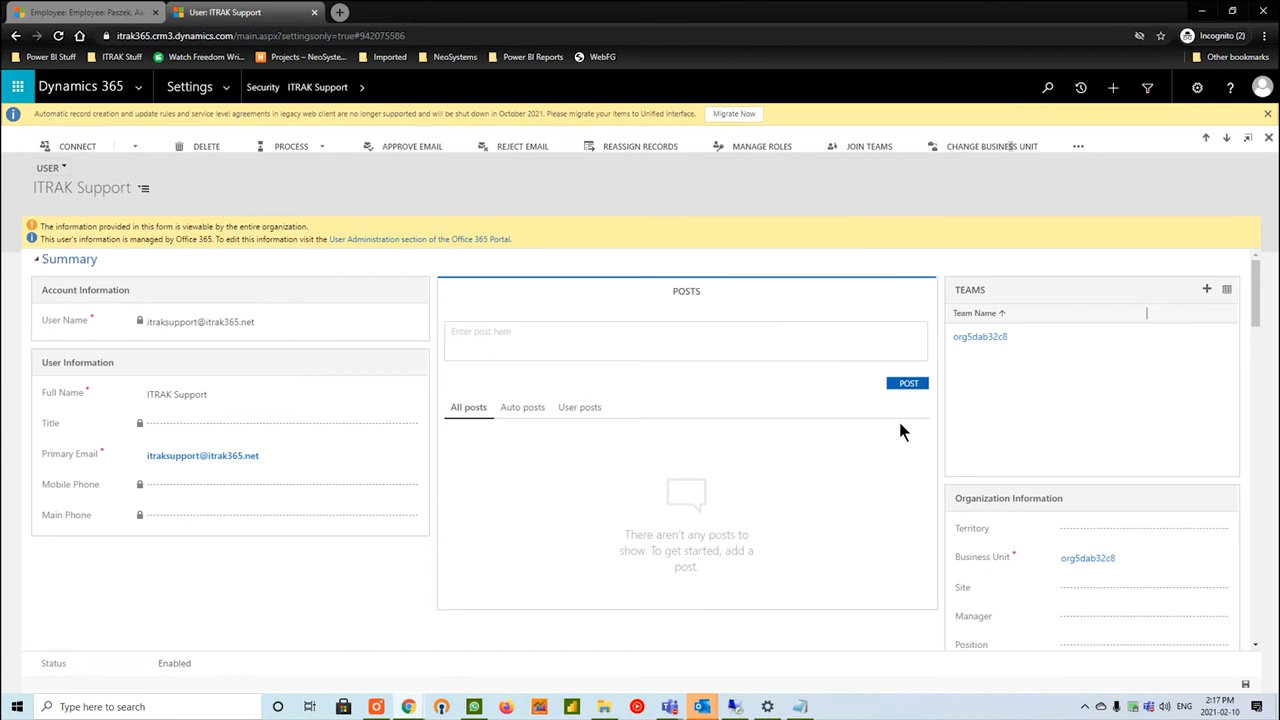 Employee: Employee: Paszek, Aa
User: ITRAK Support
itrak365.crm3.dynamics.com/main.aspx?settingsonly=true#942075586
Incognito (2)
Power BI Stuff
ITRAK Stuff
Watch Freedom Wri...
Projects – NeoSyste...
Imported
NeoSystems
Power BI Reports
WebFG
Other bookmarks
Dynamics 365
Settings
Security
ITRAK Support
Automatic record creation and update rules and service level agreements in legacy web client are no longer supported and will be shut down in October 2021. Please migrate your items to Unified Interface.
Migrate Now
CONNECT
DELETE
PROCESS
APPROVE EMAIL
REJECT EMAIL
REASSIGN RECORDS
MANAGE ROLES
JOIN TEAMS
CHANGE BUSINESS UNIT
USER
ITRAK Support
The information provided in this form is viewable by the entire organization.
This user's information is managed by Office 365. To edit this information visit the User Administration section of the Office 365 Portal.
Summary
Account Information
User Name * itraksupport@itrak365.net
User Information
Full Name * ITRAK Support
Title
Primary Email * itraksupport@itrak365.net
Mobile Phone
Main Phone
POSTS
Enter post here
POST
All posts
Auto posts
User posts
There aren't any posts to
show. To get started, add a
post.
TEAMS
Team Name
org5dab32c8
Organization Information
Territory
Business Unit * org5dab32c8
Site
Manager
Position
Status
Enabled
Type here to search
ENG
2:17 PM
2021-02-10